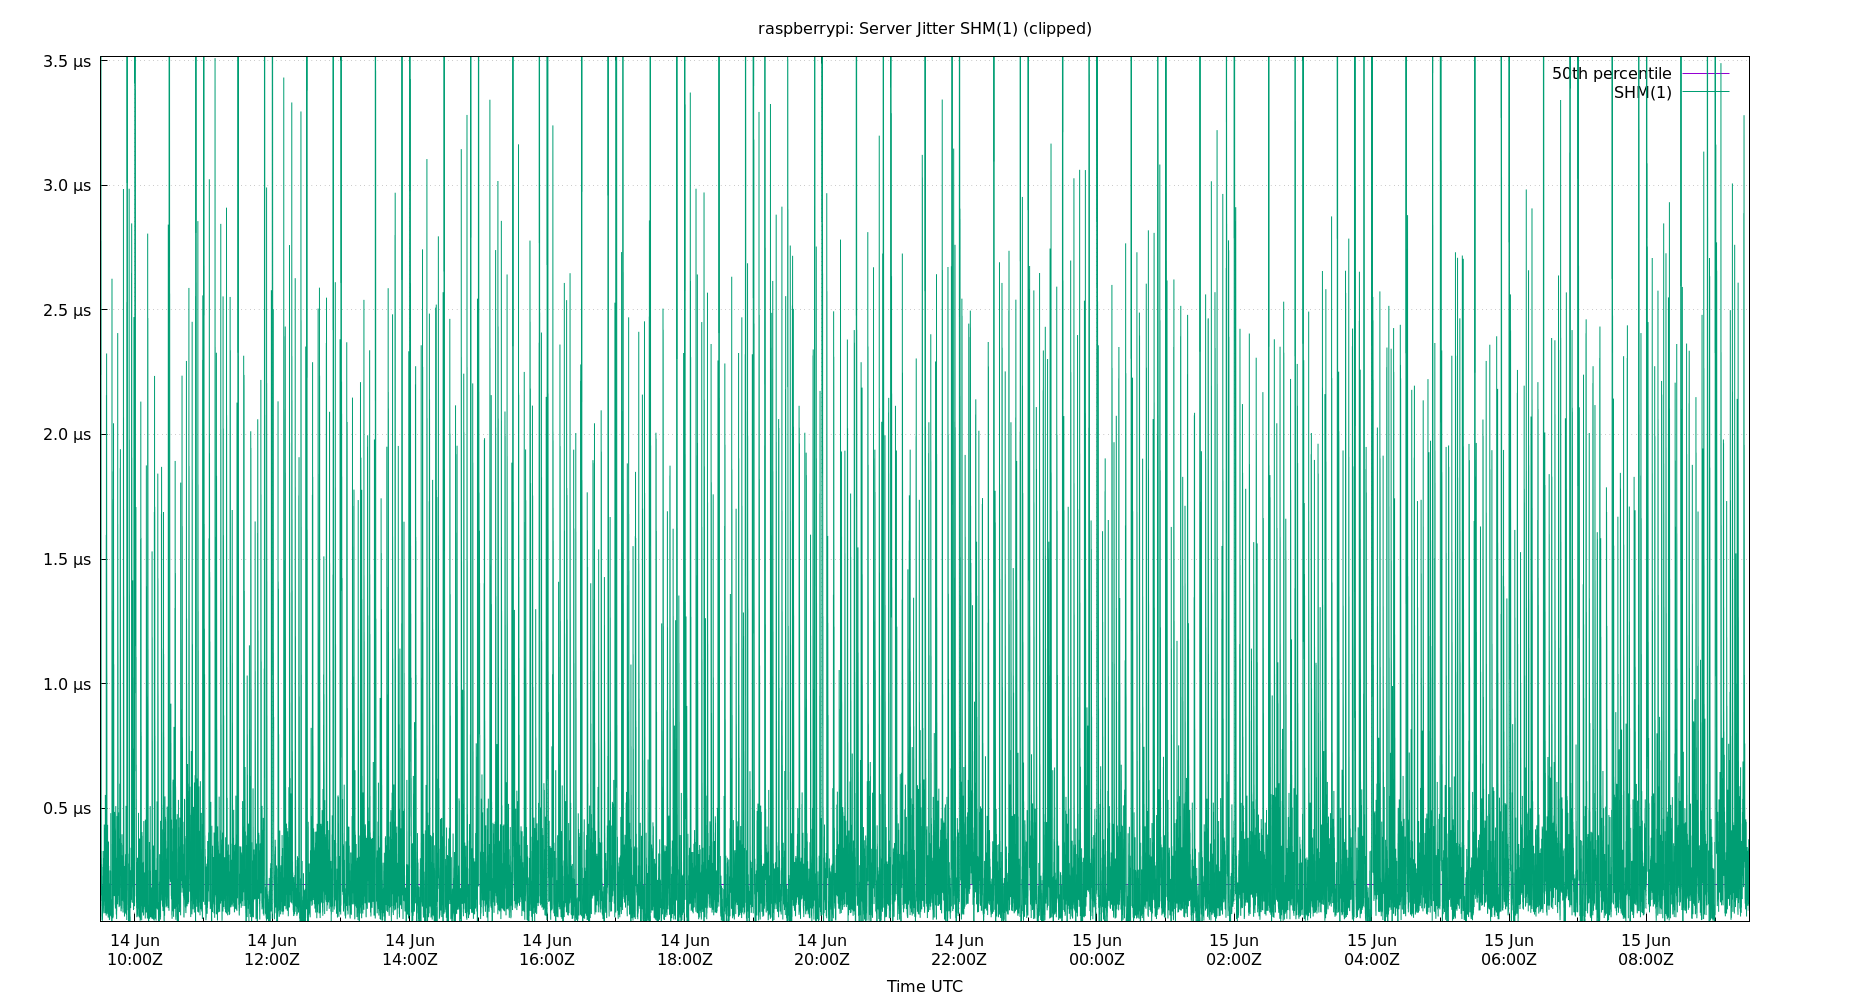 raspberrypi: Server Jitter SHM(1) (clipped)
3.5 µs
3.0 µs
2.5 µs
2.0 µs
1.5 µs
1.0 µs
0.5 µs
50th percentile
SHM(1)
14 Jun 14 Jun 14 Jun 14 Jun 14 Jun 14 Jun 14 Jun 15 Jun 15 Jun 15 Jun 15 Jun 15 Jun
10:00Z 12:00Z 14:00Z 16:00Z 18:00Z 20:00Z 22:00Z 00:00Z 02:00Z 04:00Z 06:00Z 08:00Z
Time UTC